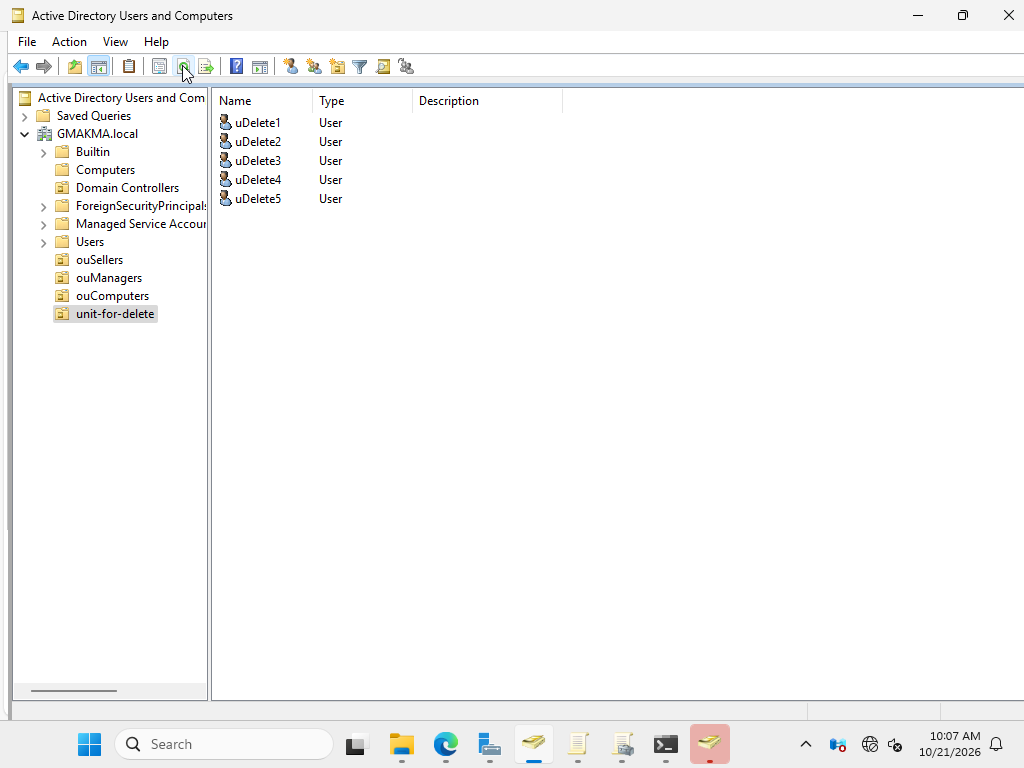 Active Directory Users and Computers
File Action View Help
Active Directory Users and Com
Saved Queries
GMAKMA.local
Builtin
Computers
Domain Controllers
ForeignSecurityPrincipals
Managed Service Accour
Users
ouSellers
ouManagers
ouComputers
unit-for-delete
Name Type Description
uDelete1 User
uDelete2 User
uDelete3 User
uDelete4 User
uDelete5 User
Search
10:07 AM
10/21/2026